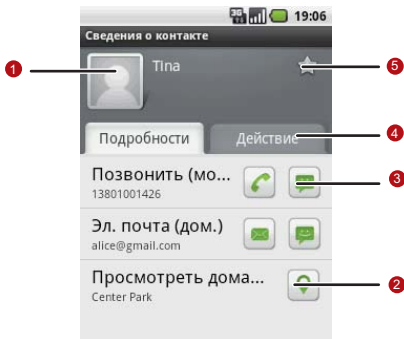 3G 19:06
Сведения о контакте
1 TIna 5
Подробности Действие 4
Позвонить (мо... 3
13801001426
Эл. почта (дом.)
alice@gmail.com
Просмотреть дома... 2
Center Park